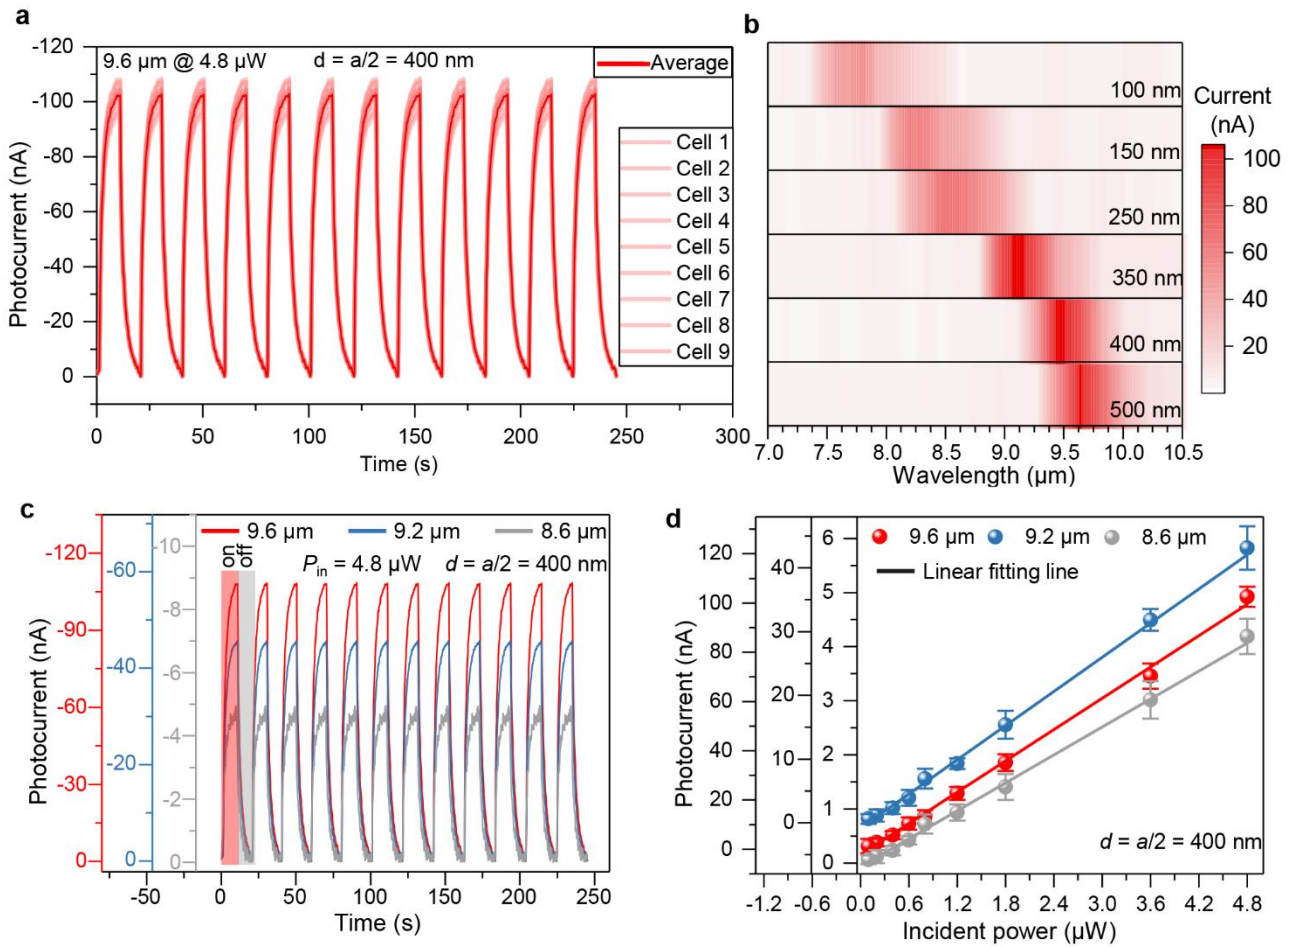 a
9.6 µm @ 4.8 µW
d = a/2 = 400 nm
Average
Cell 1
Cell 2
Cell 3
Cell 4
Cell 5
Cell 6
Cell 7
Cell 8
Cell 9
-120
-100
-80
-60
-40
-20
0
Photocurrent (nA)
0 50 100 150 200 250 300
Time (s)
b
100 nm
150 nm
250 nm
350 nm
400 nm
500 nm
Current
(nA)
100
80
60
40
20
7.0 7.5 8.0 8.5 9.0 9.5 10.0 10.5
Wavelength (µm)
c
9.6 µm 9.2 µm 8.6 µm
on
off
Pin = 4.8 µW d = a/2 = 400 nm
-120
-90
-60
-30
0
-60
-40
-20
0
-10
-8
-6
-4
-2
0
Photocurrent (nA)
-50 0 50 100 150 200 250
Time (s)
d
9.6 µm 9.2 µm 8.6 µm
Linear fitting line
d = a/2 = 400 nm
120
100
80
60
40
20
0
40
30
20
10
0
6
5
4
3
2
1
0
Photocurrent (nA)
-1.2 -0.6 0.0 0.6 1.2 1.8 2.4 3.0 3.6 4.2 4.8
Incident power (µW)